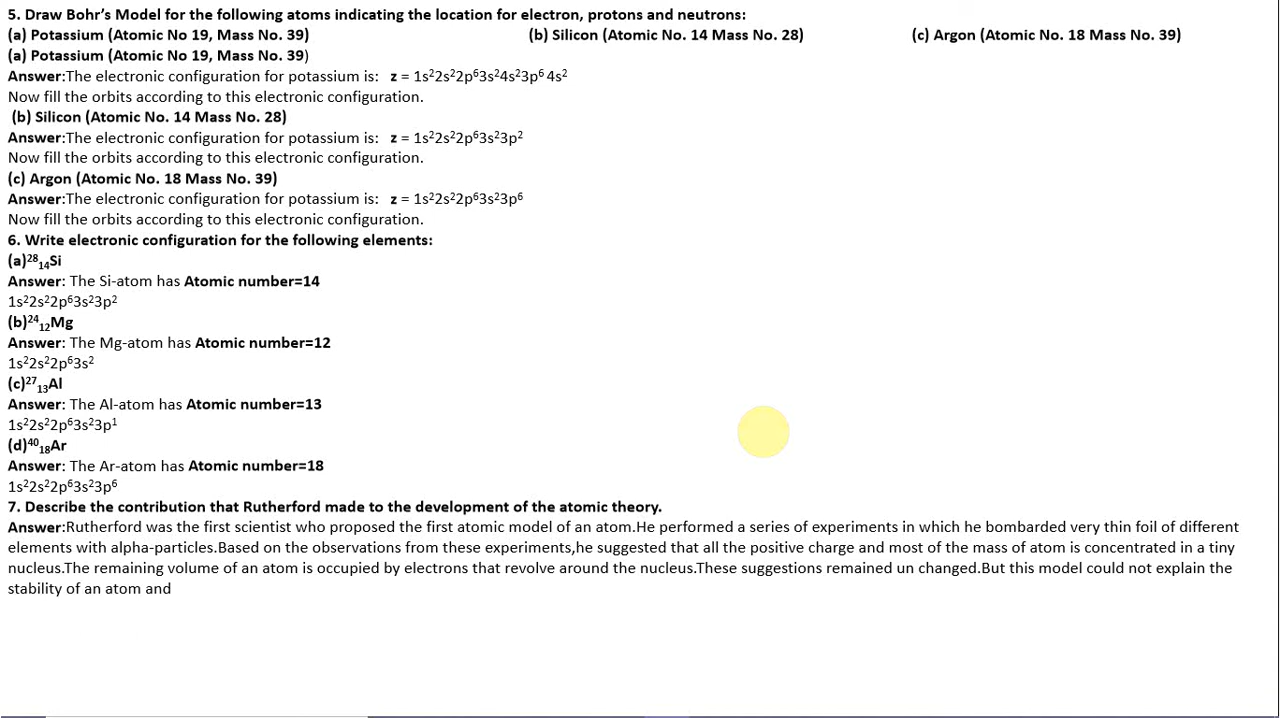 5. Draw Bohr’s Model for the following atoms indicating the location for electron, protons and neutrons:
(a) Potassium (Atomic No 19, Mass No. 39) (b) Silicon (Atomic No. 14 Mass No. 28) (c) Argon (Atomic No. 18 Mass No. 39)
(a) Potassium (Atomic No 19, Mass No. 39)
Answer:The electronic configuration for potassium is: z = 1s²2s²2p⁶3s²4s²3p⁶4s²
Now fill the orbits according to this electronic configuration.
(b) Silicon (Atomic No. 14 Mass No. 28)
Answer:The electronic configuration for potassium is: z = 1s²2s²2p⁶3s²3p²
Now fill the orbits according to this electronic configuration.
(c) Argon (Atomic No. 18 Mass No. 39)
Answer:The electronic configuration for potassium is: z = 1s²2s²2p⁶3s²3p⁶
Now fill the orbits according to this electronic configuration.
6. Write electronic configuration for the following elements:
(a)²⁸₁₄Si
Answer: The Si-atom has Atomic number=14
1s²2s²2p⁶3s²3p²
(b)²⁴₁₂Mg
Answer: The Mg-atom has Atomic number=12
1s²2s²2p⁶3s²
(c)²⁷₁₃Al
Answer: The Al-atom has Atomic number=13
1s²2s²2p⁶3s²3p¹
(d)⁴⁰₁₈Ar
Answer: The Ar-atom has Atomic number=18
1s²2s²2p⁶3s²3p⁶
7. Describe the contribution that Rutherford made to the development of the atomic theory.
Answer:Rutherford was the first scientist who proposed the first atomic model of an atom.He performed a series of experiments in which he bombarded very thin foil of different
elements with alpha-particles.Based on the observations from these experiments,he suggested that all the positive charge and most of the mass of atom is concentrated in a tiny
nucleus.The remaining volume of an atom is occupied by electrons that revolve around the nucleus.These suggestions remained un changed.But this model could not explain the
stability of an atom and